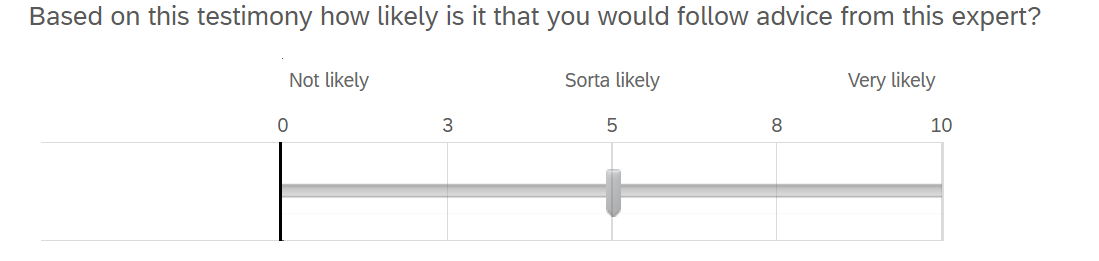 Based on this testimony how likely is it that you would follow advice from this expert?
Not likely Sorta likely Very likely
0 3 5 8 10